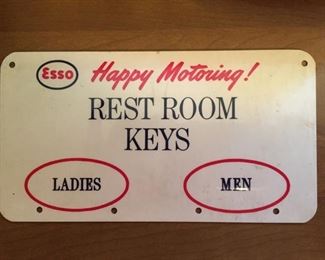 Esso Happy Motoring!
REST ROOM
KEYS
LADIES MEN